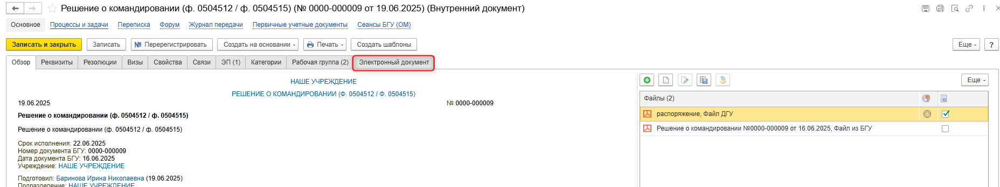 Решение о командировании (ф. 0504512 / ф. 0504515) (№ 0000-000009 от 19.06.2025) (Внутренний документ)
Основное Процессы и задачи Переписка Форум Журнал передачи Первичные учетные документы Сеансы БГУ (ОМ)
Записать и закрыть Записать № Перерегистрировать Создать на основании Печать Создать шаблоны Еще ?
Обзор Реквизиты Резолюции Визы Свойства Связи ЭП (1) Категории Рабочая группа (2) Электронный документ
НАШЕ УЧРЕЖДЕНИЕ
РЕШЕНИЕ О КОМАНДИРОВАНИИ (Ф. 0504512 / Ф. 0504515)
19.06.2025 № 0000-000009
Решение о командировании (ф. 0504512 / ф. 0504515)
Решение о командировании (ф. 0504512 / ф. 0504515)
Срок исполнения: 22.06.2025
Номер документа БГУ: 0000-000009
Дата документа БГУ: 16.06.2025
Учреждение: НАШЕ УЧРЕЖДЕНИЕ
Подготовил: Баринова Ирина Николаевна (19.06.2025)
Подразделение: НАШЕ УЧРЕЖДЕНИЕ
Еще
Файлы (2)
распоряжение, Файл ДГУ
Решение о командировании №0000-000009 от 16.06.2025, Файл из БГУ